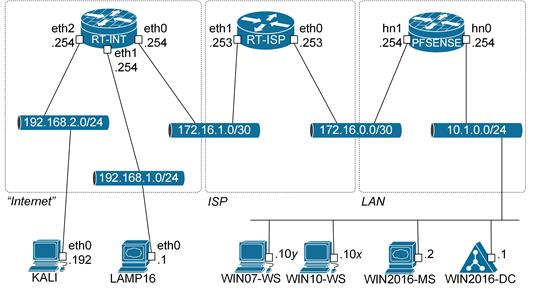 eth2
.254
RT-INT
eth0
.254
eth1
.254
eth1
.253
RT-ISP
eth0
.253
hn1
.254
PFSENSE
hn0
.254
192.168.2.0/24
172.16.1.0/30
172.16.0.0/30
10.1.0.0/24
192.168.1.0/24
"Internet"
ISP
LAN
eth0
.192
KALI
eth0
.1
LAMP16
.10y
WIN07-WS
.10x
WIN10-WS
.2
WIN2016-MS
.1
WIN2016-DC